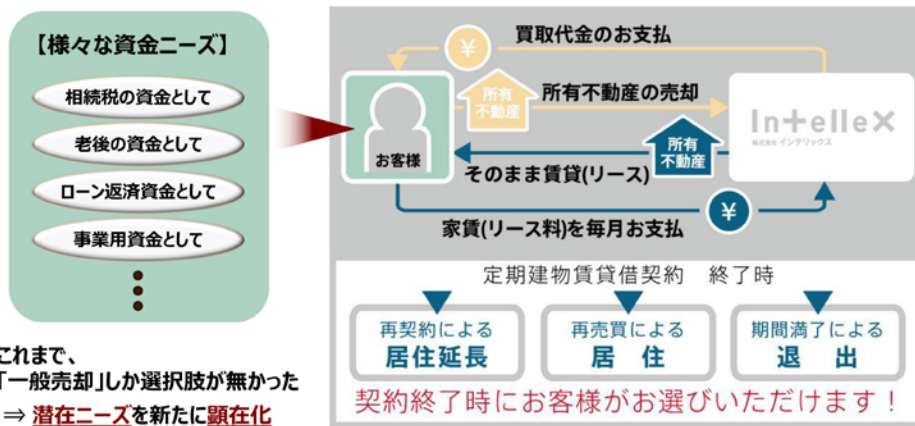 【様々な資金ニーズ】
相続税の資金として
老後の資金として
ローン返済資金として
事業用資金として
これまで、
「一般売却」しか選択肢が無かった
⇒ 潜在ニーズを新たに顕在化
買取代金のお支払
¥
所有
不動産
所有不動産の売却
お客様
Intellex
株式会社 インテリックス
所有
不動産
そのまま賃貸(リース)
¥
家賃(リース料)を毎月お支払
定期建物賃貸借契約 終了時
再契約による
居住延長
再売買による
居 住
期間満了による
退 出
契約終了時にお客様がお選びいただけます！